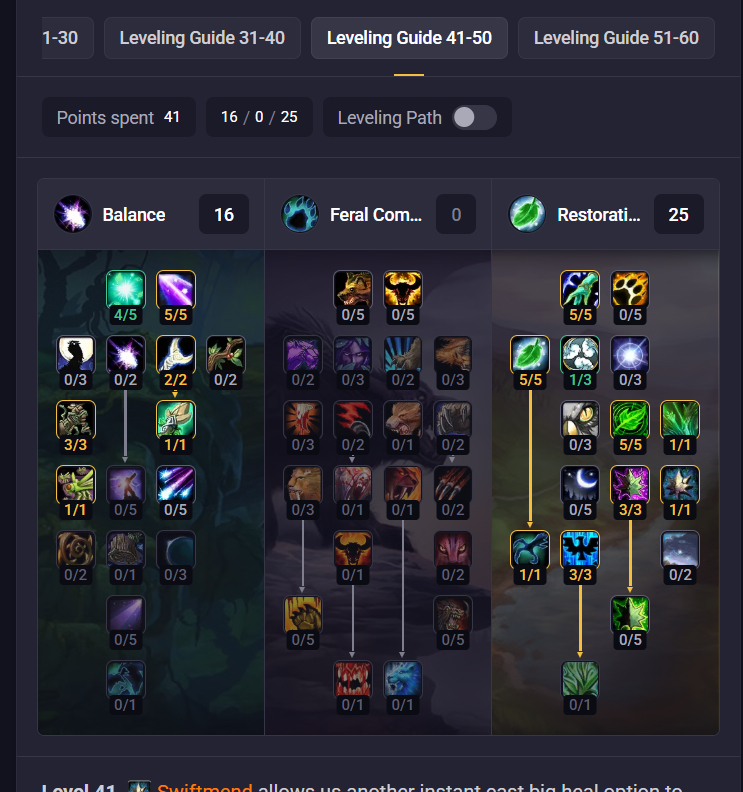 1-30
Leveling Guide 31-40
Leveling Guide 41-50
Leveling Guide 51-60
Points spent 41
16 / 0 / 25
Leveling Path
Balance 16
Feral Com... 0
Restorati... 25
4/5 5/5
0/5 0/5
5/5 0/5
0/3 0/2 2/2 0/2
0/2 0/3 0/2 0/3
5/5 1/3 0/3
3/3 1/1
0/3 0/2 0/1 0/2
0/3 5/5 1/1
1/1 0/5 0/5
0/3 0/1 0/1 0/2
0/5 3/3 1/1
0/2 0/1 0/3
0/1 0/2
1/1 3/3 0/2
0/5
0/5 0/5
0/5
0/1
0/1 0/1
0/1
Level 41 Swiftmend allows us another instant cast big heal option to